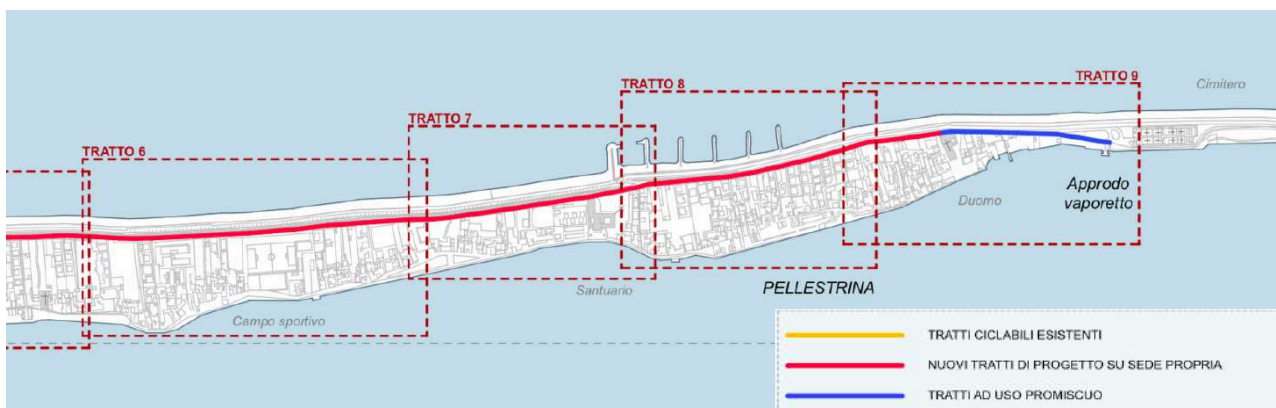 TRATTO 9
TRATTO 8
Cimitero
TRATTO 7
TRATTO 6
Approdo
vaporetto
Duomo
Santuario
PELLESTRINA
Campo sportivo
TRATTI CICLABILI ESISTENTI
NUOVI TRATTI DI PROGETTO SU SEDE PROPRIA
TRATTI AD USO PROMISCUO